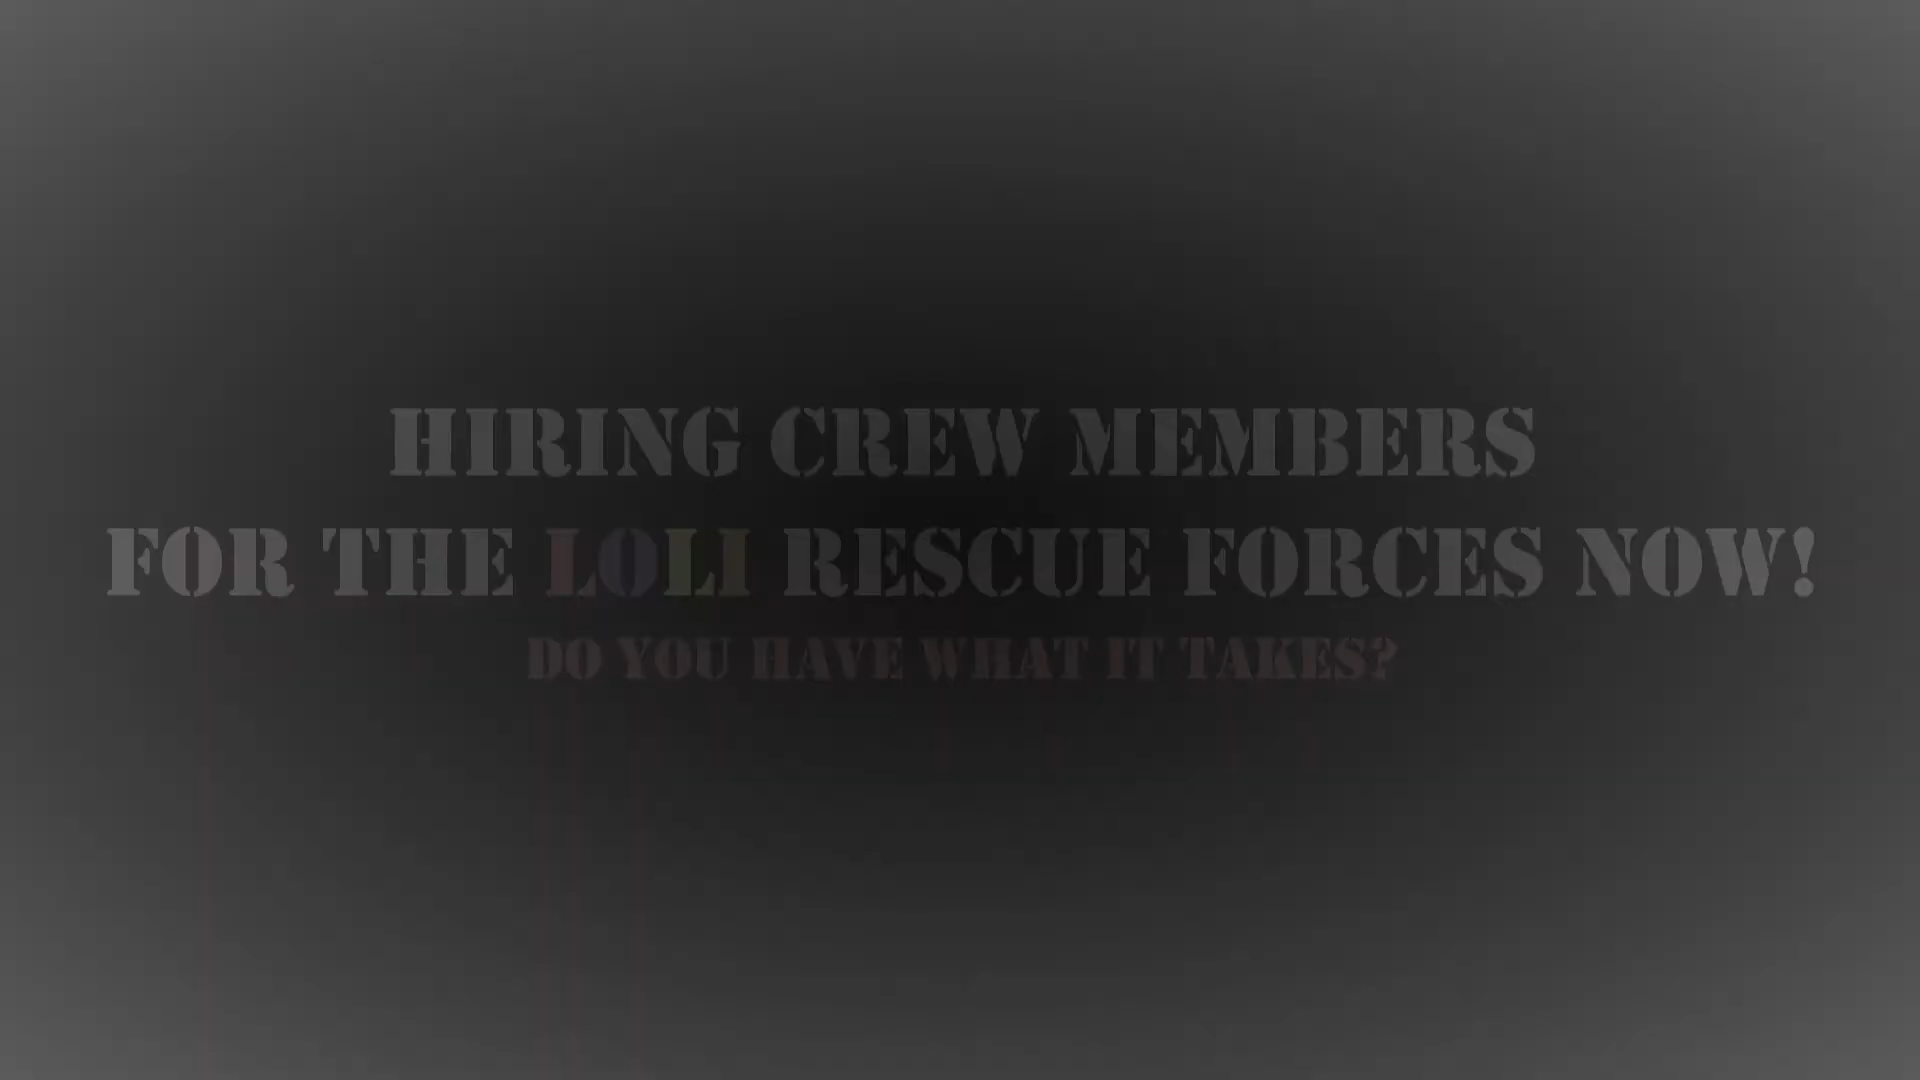 HIRING CREW MEMBERS
FOR THE LOLI RESCUE FORCES NOW!
DO YOU HAVE WHAT IT TAKES?